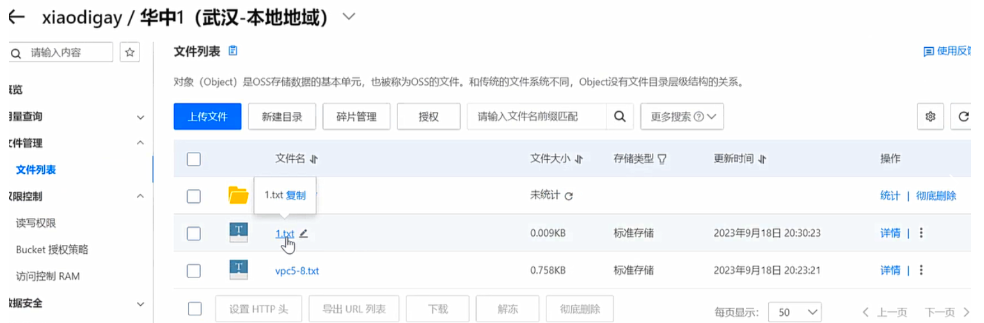 xiaodigay / 华中1（武汉-本地地域）
请输入内容
文件列表
使用反馈
对象（Object）是OSS存储数据的基本单元，也被称为OSS的文件。和传统的文件系统不同，Object没有文件目录层级结构的关系。
上传文件 新建目录 碎片管理 授权 请输入文件名前缀匹配 更多搜索
概览
用量查询
文件管理
文件列表
权限控制
读写权限
Bucket 授权策略
访问控制 RAM
数据安全
文件名 文件大小 存储类型 更新时间 操作
1.txt 复制
未统计 统计 | 彻底删除
1.txt 0.009KB 标准存储 2023年9月18日 20:30:23 详情 |
vpc5-8.txt 0.758KB 标准存储 2023年9月18日 20:23:21 详情 |
设置 HTTP 头 导出 URL 列表 下载 解冻 彻底删除
每页显示： 50 上一页 下一页